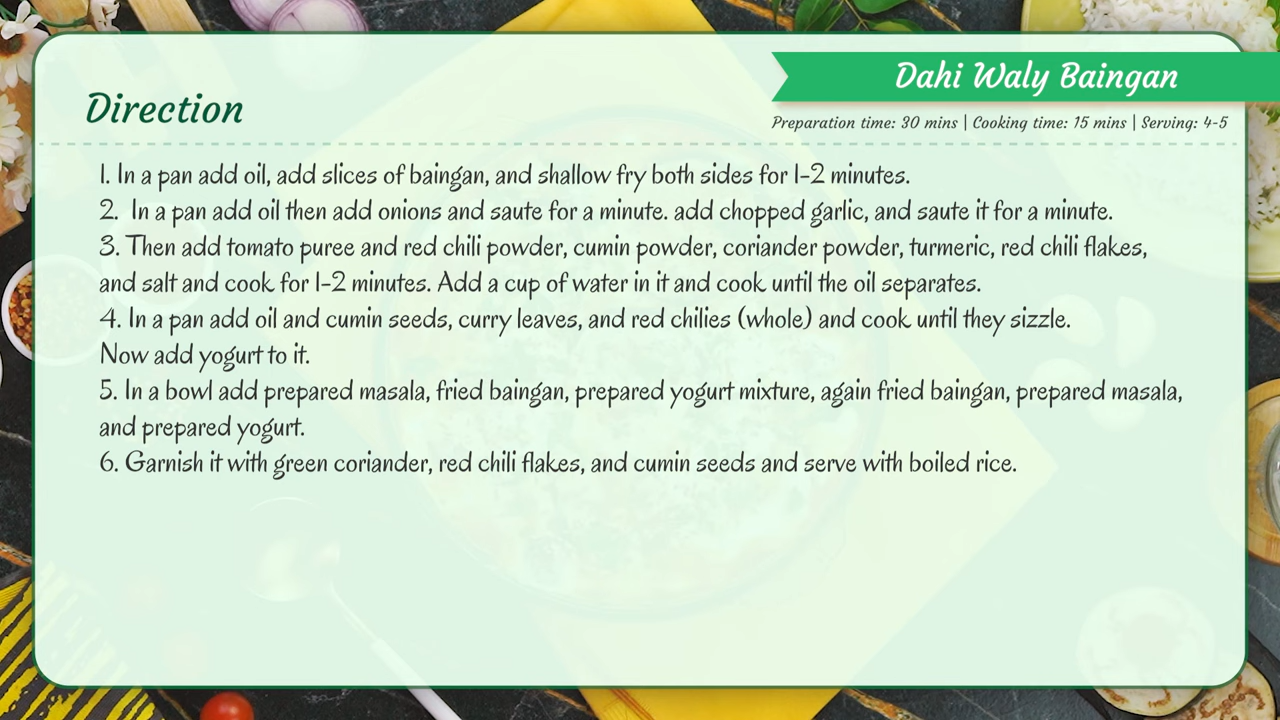 Dahi Waly Baingan
Direction
Preparation time: 30 mins | Cooking time: 15 mins | Serving: 4-5
1. In a pan add oil, add slices of baingan, and shallow fry both sides for 1-2 minutes.
2. In a pan add oil then add onions and saute for a minute. add chopped garlic, and saute it for a minute.
3. Then add tomato puree and red chili powder, cumin powder, coriander powder, turmeric, red chili flakes,
and salt and cook for 1-2 minutes. Add a cup of water in it and cook until the oil separates.
4. In a pan add oil and cumin seeds, curry leaves, and red chilies (whole) and cook until they sizzle.
Now add yogurt to it.
5. In a bowl add prepared masala, fried baingan, prepared yogurt mixture, again fried baingan, prepared masala,
and prepared yogurt.
6. Garnish it with green coriander, red chili flakes, and cumin seeds and serve with boiled rice.